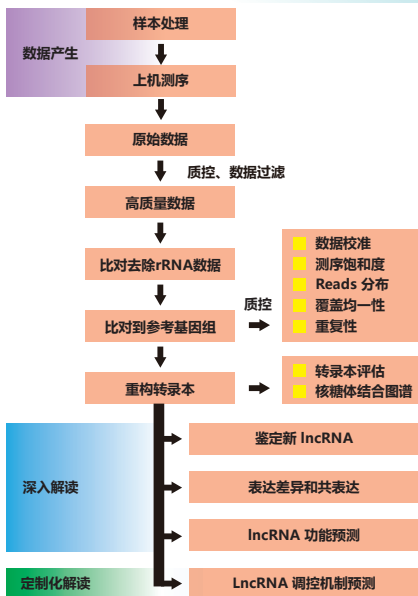 样本处理
数据产生
上机测序
原始数据
质控、数据过滤
高质量数据
比对去除rRNA数据
质控
比对到参考基因组
数据校准
测序饱和度
Reads 分布
覆盖均一性
重复性
重构转录本
转录本评估
核糖体结合图谱
鉴定新 lncRNA
深入解读
表达差异和共表达
lncRNA 功能预测
定制化解读
LncRNA 调控机制预测